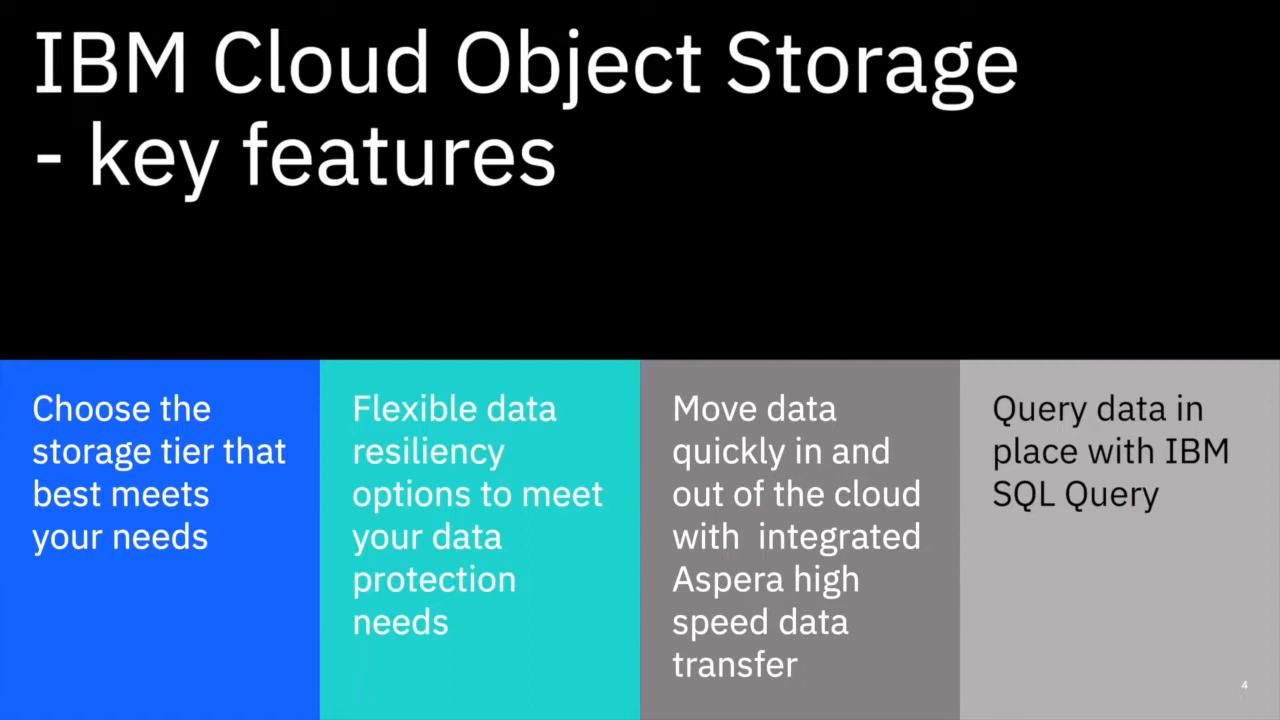 IBM Cloud Object Storage
- key features
Choose the
storage tier that
best meets
your needs
Flexible data
resiliency
options to meet
your data
protection
needs
Move data
quickly in and
out of the cloud
with  integrated
Aspera high
speed data
transfer
Query data in
place with IBM
SQL Query
4